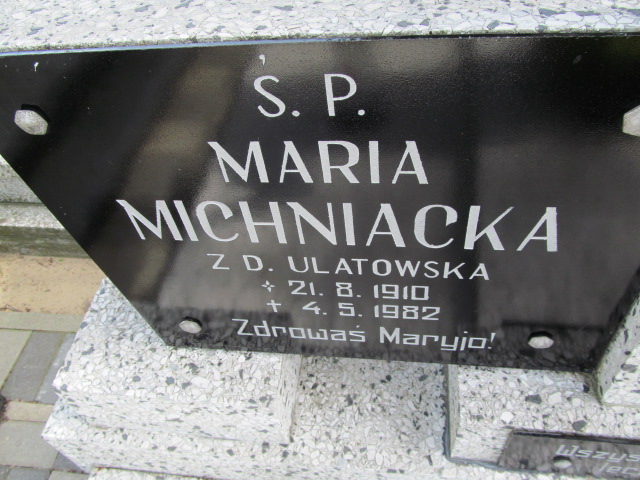 Ś. P.
MARIA
MICHNIACKA
Z D. ULATOWSKA
* 21. 8. 1910
+ 4. 5. 1982
Zdrowaś Maryjo!